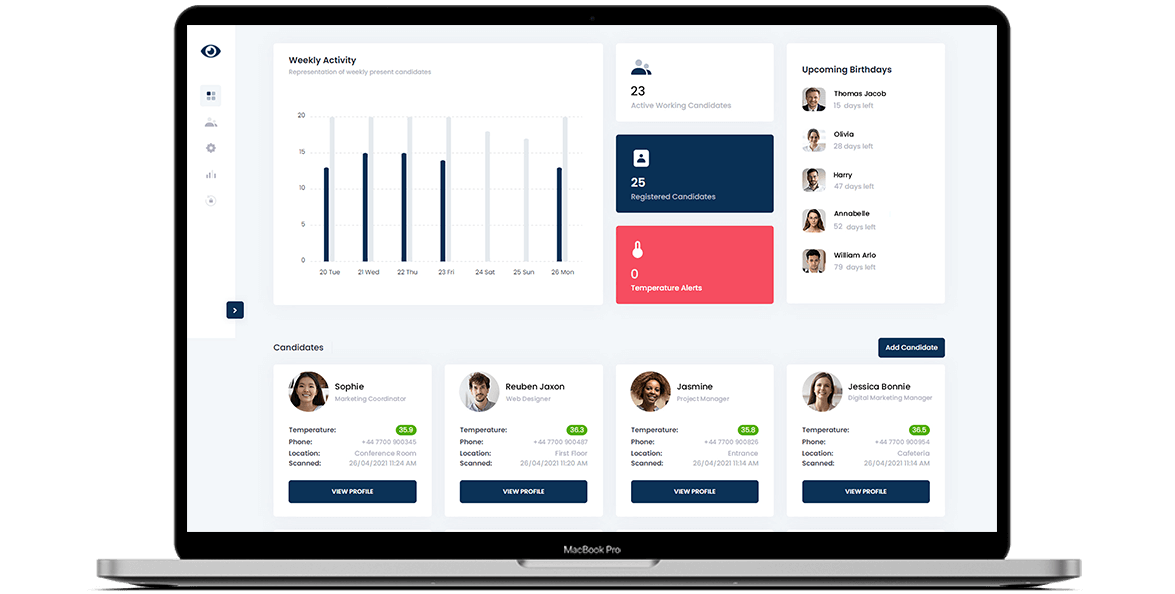 Weekly Activity
Representation of weekly present candidates
20
15
10
5
0
20 Tue 21 Wed 22 Thu 23 Fri 24 Sat 25 Sun 26 Mon
23
Active Working Candidates
25
Registered Candidates
0
Temperature Alerts
Upcoming Birthdays
Thomas Jacob
15 days left
Olivia
28 days left
Harry
47 days left
Annabelle
52 days left
William Arlo
79 days left
Candidates
Add Candidate
Sophie
Marketing Coordinator
Temperature: 35.9
Phone: +44 7700 900345
Location: Conference Room
Scanned: 26/04/2021 11:24 AM
VIEW PROFILE
Reuben Jaxon
Web Designer
Temperature: 36.3
Phone: +44 7700 900487
Location: First Floor
Scanned: 26/04/2021 11:20 AM
VIEW PROFILE
Jasmine
Project Manager
Temperature: 35.8
Phone: +44 7700 900826
Location: Entrance
Scanned: 26/04/2021 11:14 AM
VIEW PROFILE
Jessica Bonnie
Digital Marketing Manager
Temperature: 36.5
Phone: +44 7700 900954
Location: Cafeteria
Scanned: 26/04/2021 11:14 AM
VIEW PROFILE
MacBook Pro